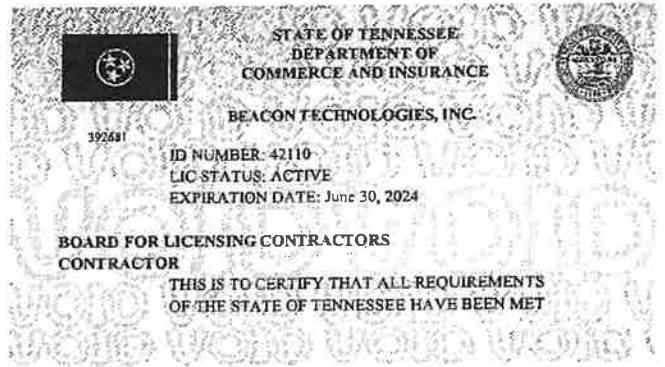 STATE OF TENNESSEE
DEPARTMENT OF
COMMERCE AND INSURANCE
BEACON TECHNOLOGIES, INC.
392681
ID NUMBER: 42110
LIC STATUS: ACTIVE
EXPIRATION DATE: June 30, 2024
BOARD FOR LICENSING CONTRACTORS
CONTRACTOR
THIS IS TO CERTIFY THAT ALL REQUIREMENTS
OF THE STATE OF TENNESSEE HAVE BEEN MET